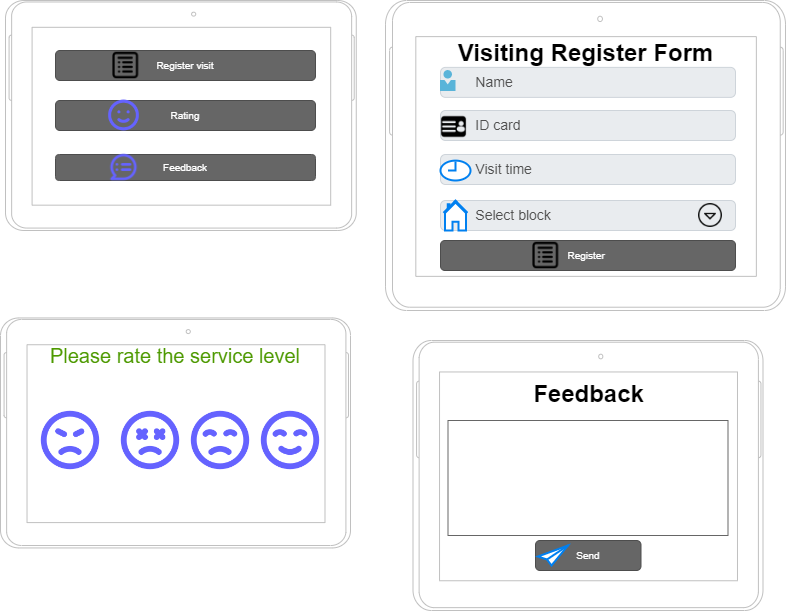 Register visit
Rating
Feedback
Visiting Register Form
Name
ID card
Visit time
Select block
Register
Please rate the service level
Feedback
Send